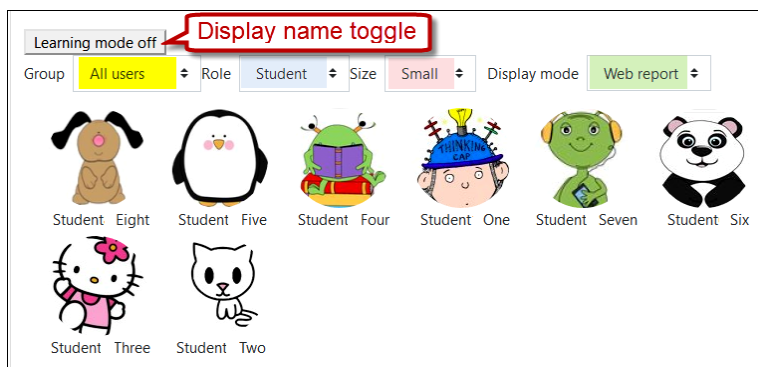 Display name toggle
Learning mode off
Group All users Role Student Size Small Display mode Web report
THINKING
CAP
Student Eight Student Five Student Four Student One Student Seven Student Six
Student Three Student Two